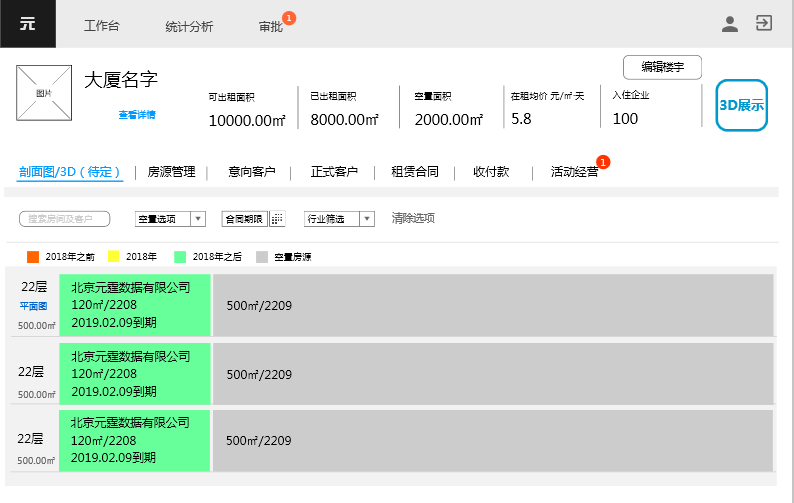 元
工作台
统计分析
审批
1
图片
大厦名字
查看详情
可出租面积
10000.00㎡
已出租面积
8000.00㎡
空置面积
2000.00㎡
在租均价 元/㎡·天
5.8
入住企业
100
编辑楼宇
3D展示
剖面图/3D（待定）
房源管理
意向客户
正式客户
租赁合同
收付款
活动经营
1
搜索房间及客户
空置选项
合同期限
行业筛选
清除选项
2018年之前
2018年
2018年之后
空置房源
22层
平面图
500.00㎡
北京元霆数据有限公司
120㎡/2208
2019.02.09到期
500㎡/2209
22层
500.00㎡
北京元霆数据有限公司
120㎡/2208
2019.02.09到期
500㎡/2209
22层
500.00㎡
北京元霆数据有限公司
120㎡/2208
2019.02.09到期
500㎡/2209